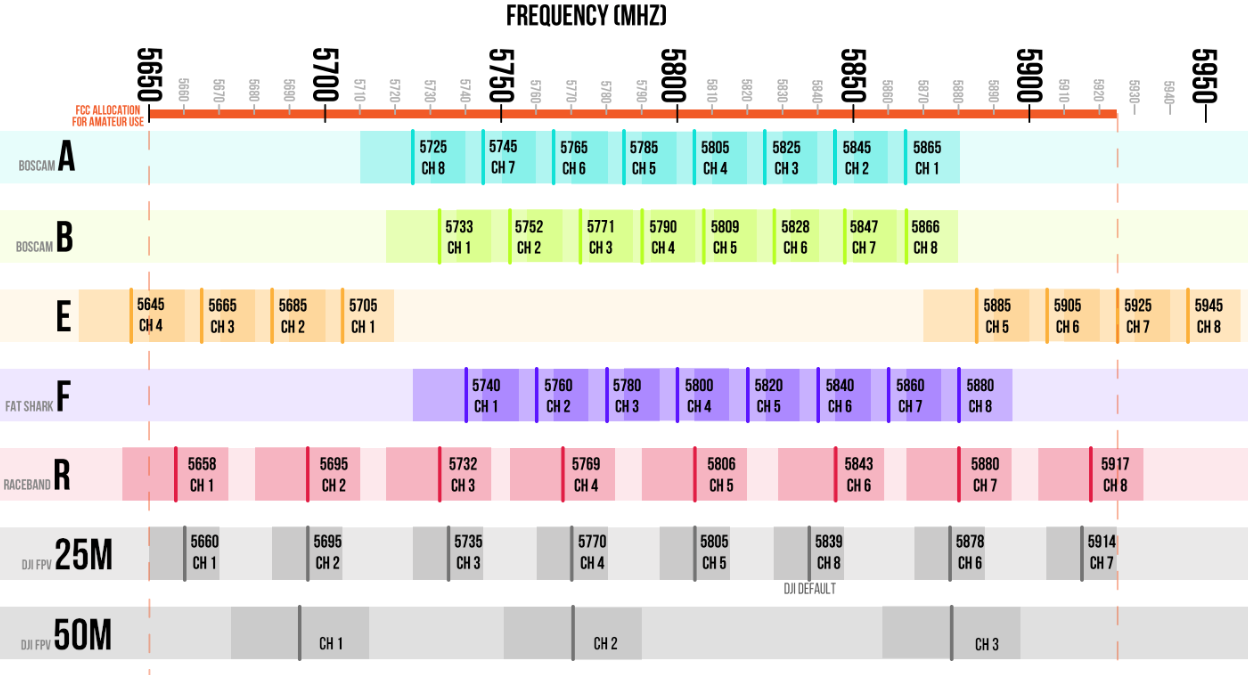 FREQUENCY (MHZ)
5650 5660 5670 5680 5690 5700 5710 5720 5730 5740 5750 5760 5770 5780 5790 5800 5810 5820 5830 5840 5850 5860 5870 5880 5890 5900 5910 5920 5930 5940 5950
FCC ALLOCATION
FOR AMATEUR USE
5725 5745 5765 5785 5805 5825 5845 5865
BOSCAM A
CH 8 CH 7 CH 6 CH 5 CH 4 CH 3 CH 2 CH 1
5733 5752 5771 5790 5809 5828 5847 5866
BOSCAM B
CH 1 CH 2 CH 3 CH 4 CH 5 CH 6 CH 7 CH 8
5645 5665 5685 5705 5885 5905 5925 5945
E
CH 4 CH 3 CH 2 CH 1 CH 5 CH 6 CH 7 CH 8
5740 5760 5780 5800 5820 5840 5860 5880
FAT SHARK F
CH 1 CH 2 CH 3 CH 4 CH 5 CH 6 CH 7 CH 8
5658 5695 5732 5769 5806 5843 5880 5917
RACEBAND R
CH 1 CH 2 CH 3 CH 4 CH 5 CH 6 CH 7 CH 8
5660 5695 5735 5770 5805 5839 5878 5914
DJI FPV 25M
CH 1 CH 2 CH 3 CH 4 CH 5 CH 8 CH 6 CH 7
DJI DEFAULT
DJI FPV 50M
CH 1 CH 2 CH 3